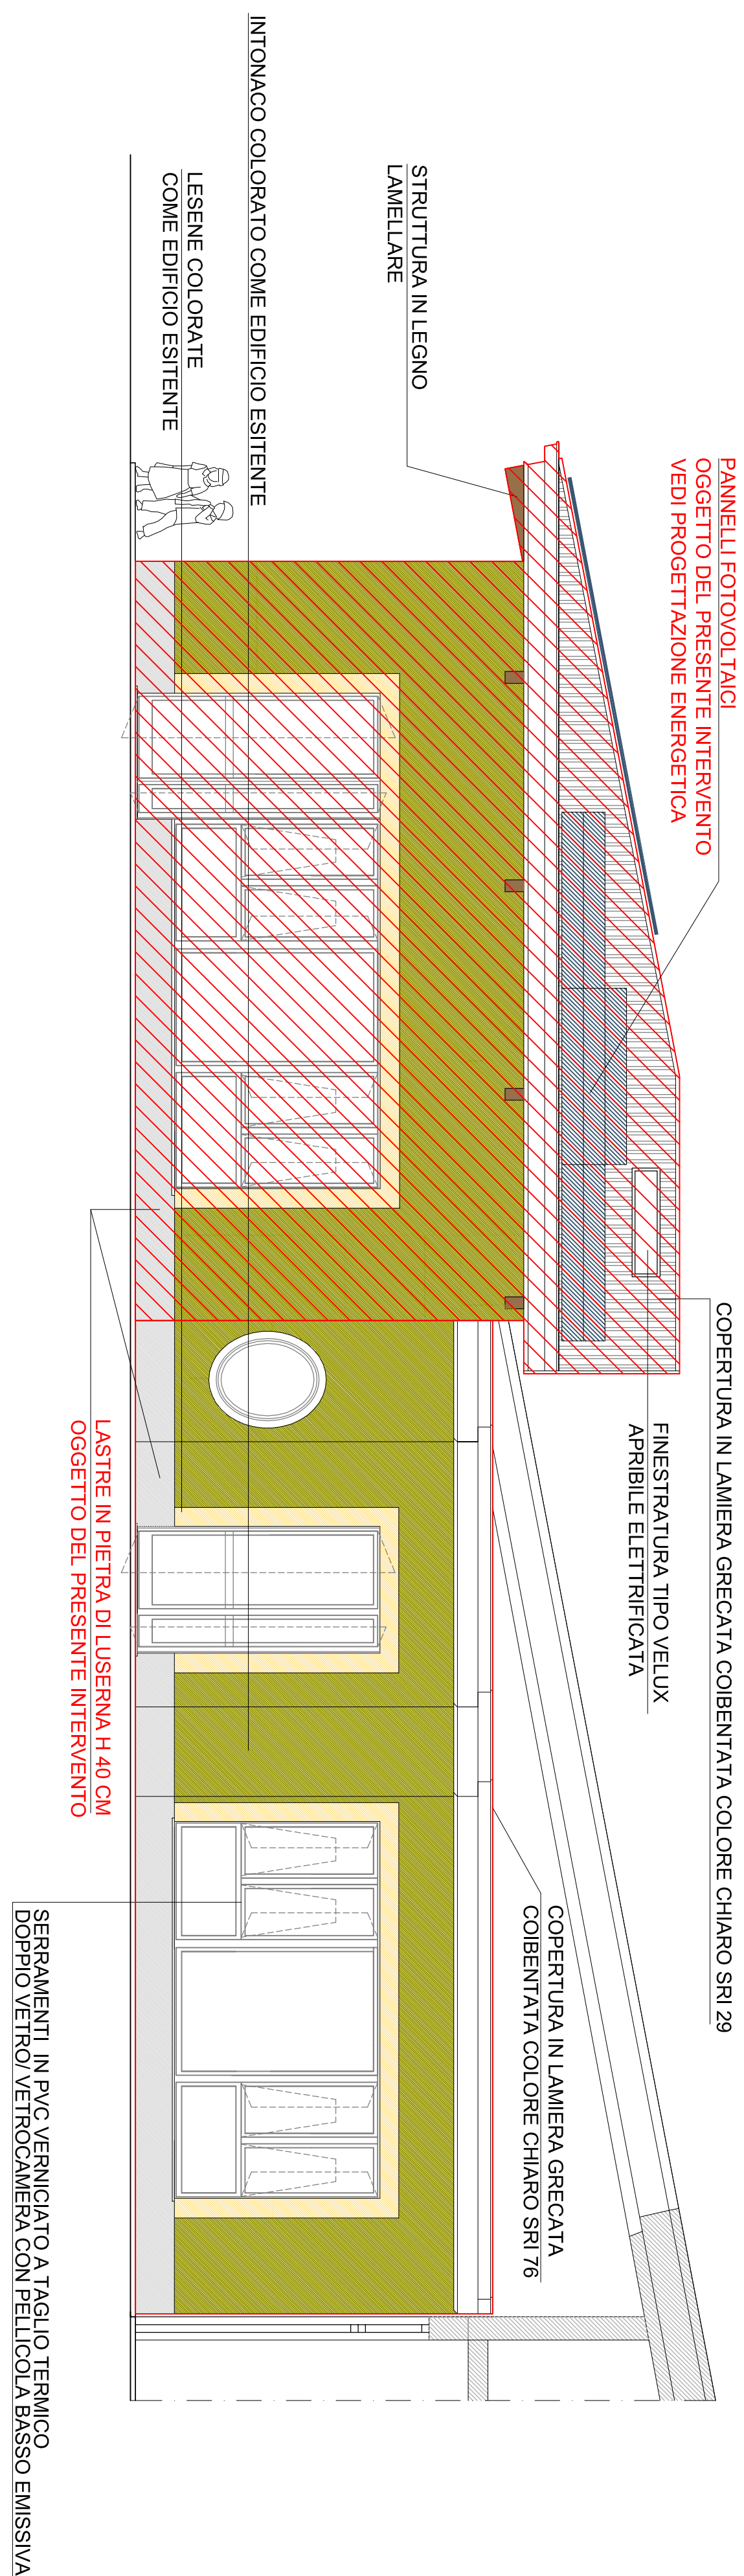 PANNELLI FOTOVOLTAICI
OGGETTO DEL PRESENTE INTERVENTO
VEDI PROGETTAZIONE ENERGETICA
COPERTURA IN LAMIERA GRECATA COIBENTATA COLORE CHIARO SRI 29
FINESTRATURA TIPO VELUX
APRIBILE ELETTRIFICATA
COPERTURA IN LAMIERA GRECATA
COIBENTATA COLORE CHIARO SRI 76
STRUTTURA IN LEGNO
LAMELLARE
INTONACO COLORATO COME EDIFICIO ESITENTE
LESENE COLORATE
COME EDIFICIO ESITENTE
LASTRE IN PIETRA DI LUSERNA H 40 CM
OGGETTO DEL PRESENTE INTERVENTO
SERRAMENTI IN PVC VERNICIATO A TAGLIO TERMICO
DOPPIO VETRO/ VETROCAMERA CON PELLICOLA BASSO EMISSIVA